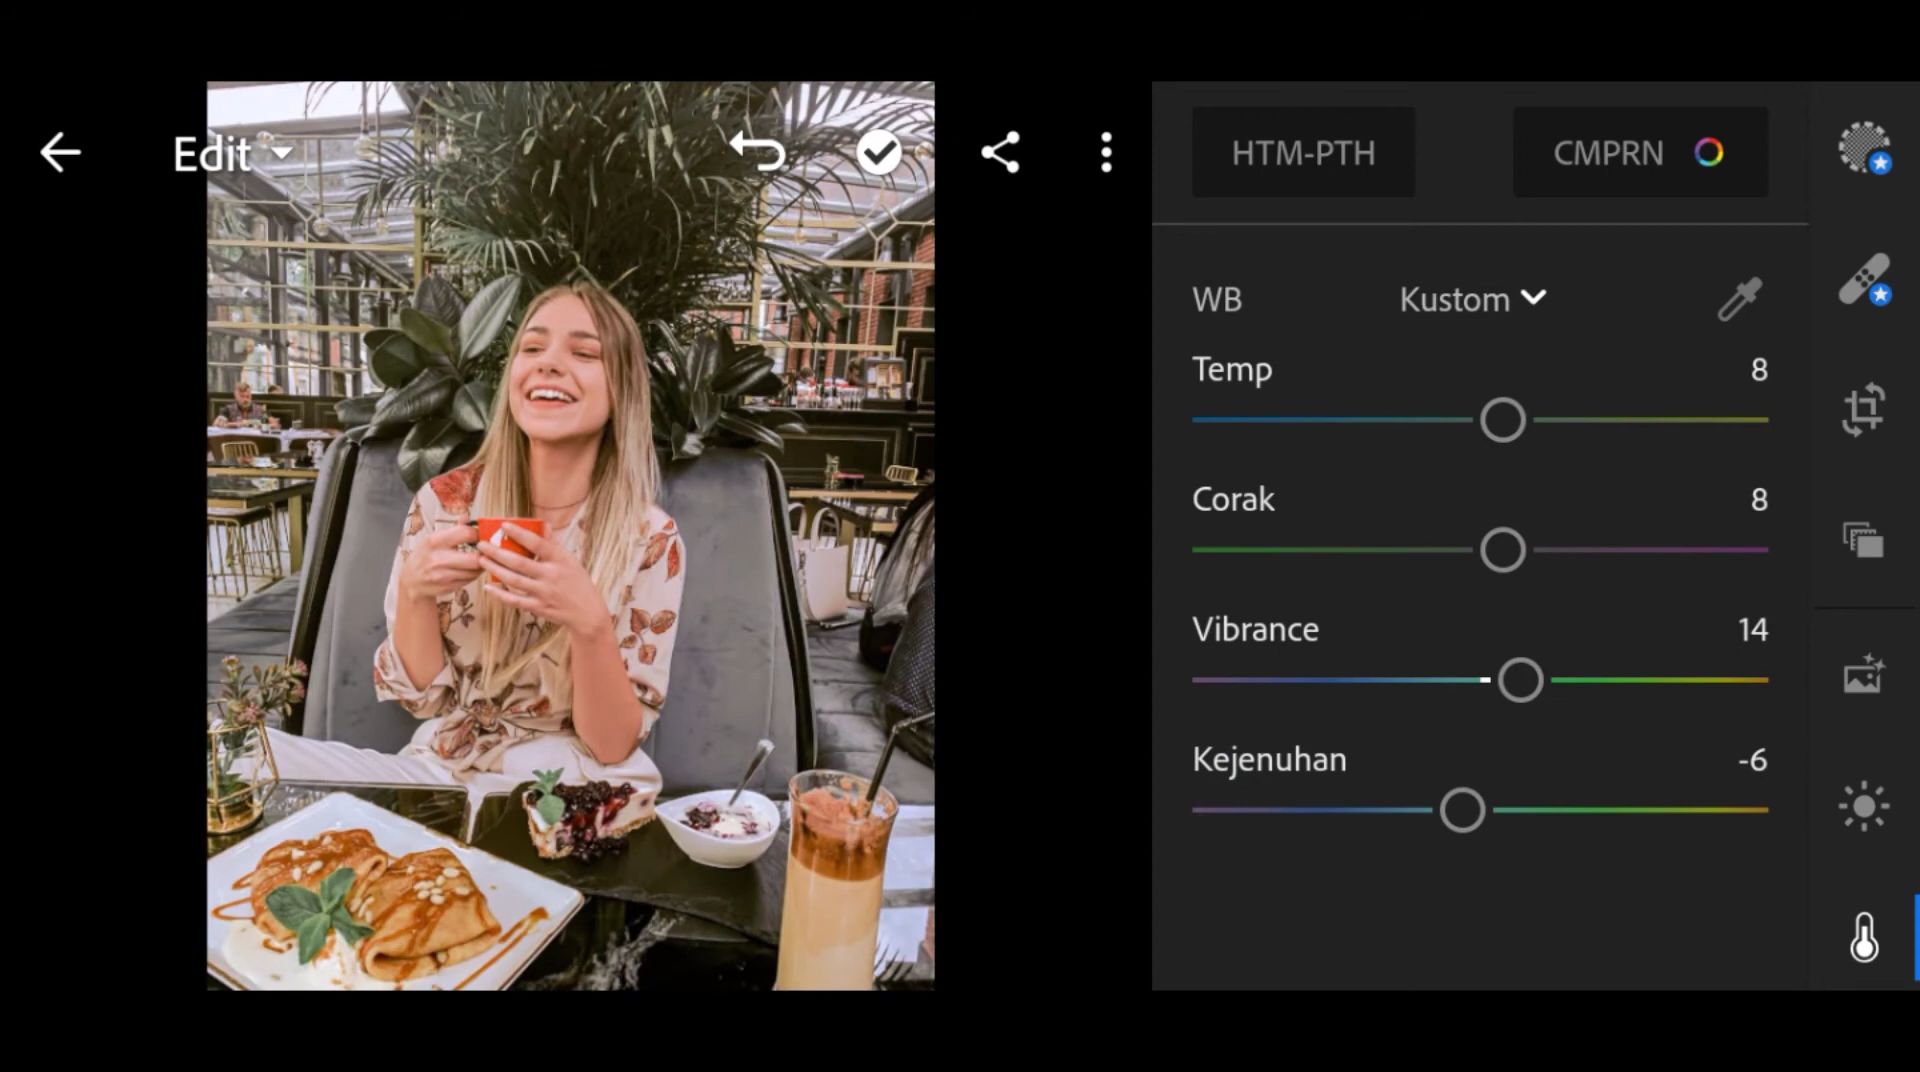 Edit
HTM-PTH
CMPRN
WB
Kustom
Temp
8
Corak
8
Vibrance
14
Kejenuhan
-6